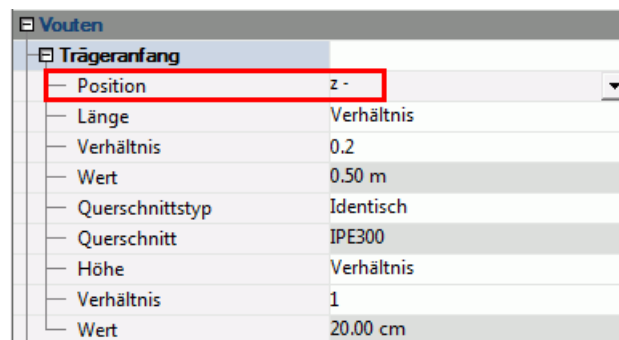 Vouten
Trägeranfang
Position z -
Länge Verhältnis
Verhältnis 0.2
Wert 0.50 m
Querschnittstyp Identisch
Querschnitt IPE300
Höhe Verhältnis
Verhältnis 1
Wert 20.00 cm